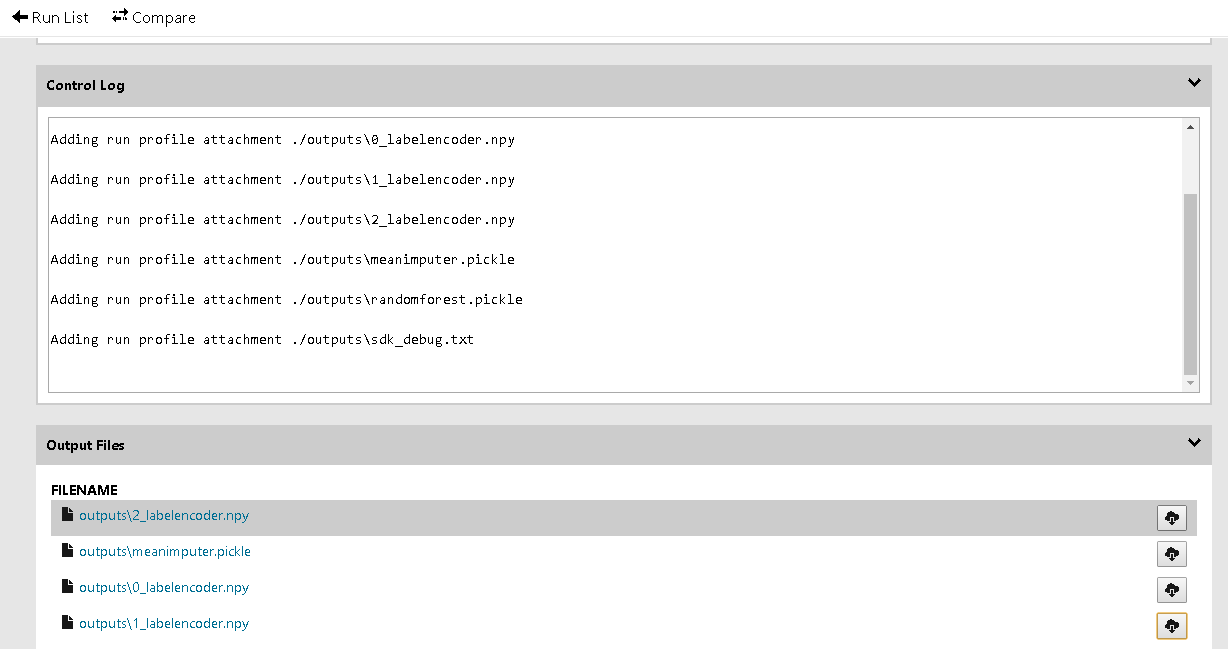 Run List Compare
Control Log
Adding run profile attachment ./outputs\0_labelencoder.npy
Adding run profile attachment ./outputs\1_labelencoder.npy
Adding run profile attachment ./outputs\2_labelencoder.npy
Adding run profile attachment ./outputs\meanimputer.pickle
Adding run profile attachment ./outputs\randomforest.pickle
Adding run profile attachment ./outputs\sdk_debug.txt
Output Files
FILENAME
outputs\2_labelencoder.npy
outputs\meanimputer.pickle
outputs\0_labelencoder.npy
outputs\1_labelencoder.npy